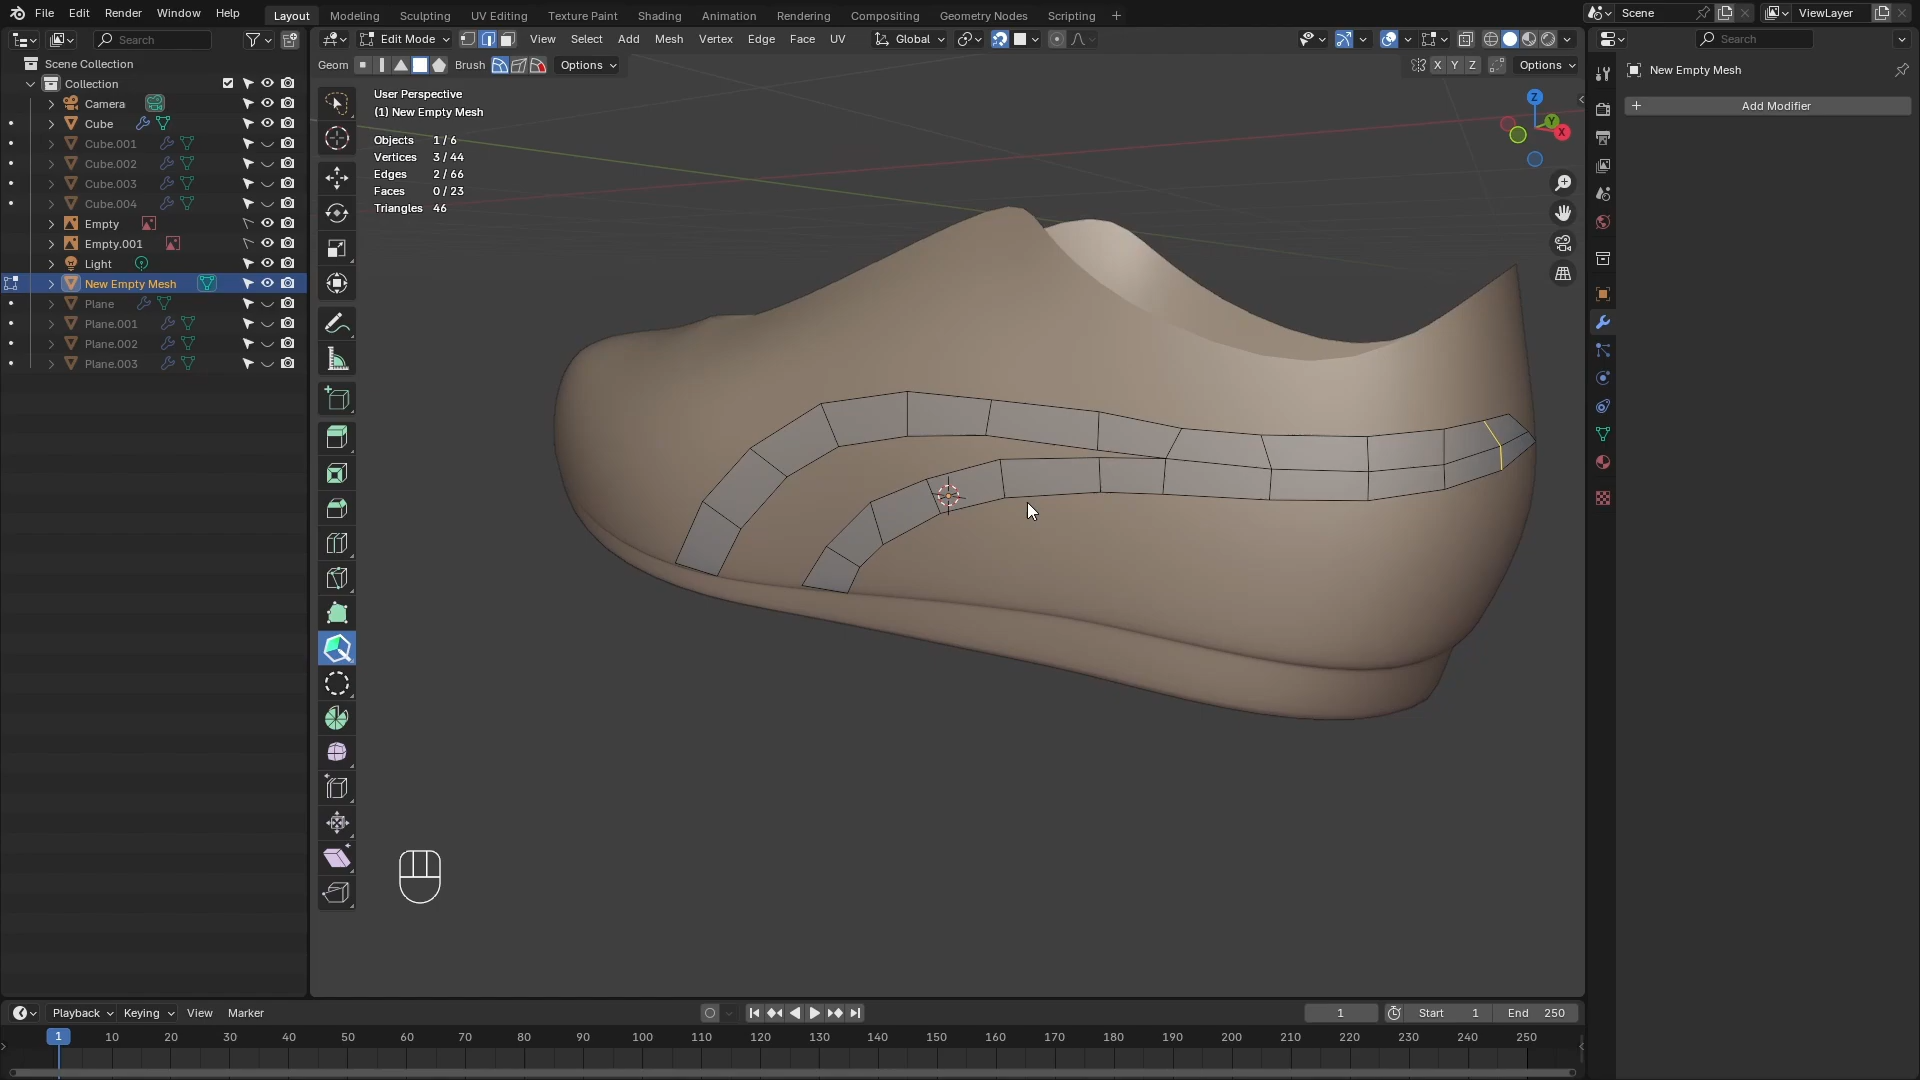 File Edit Render Window Help Layout Modeling Sculpting UV Editing Texture Paint Shading Animation Rendering Compositing Geometry Nodes Scripting + Scene ViewLayer
Search Edit Mode View Select Add Mesh Vertex Edge Face UV Global Search
Scene Collection Geom Brush Options X Y Z Options
Collection
Camera
Cube
Cube.001
Cube.002
Cube.003
Cube.004
Empty
Empty.001
Light
New Empty Mesh
Plane
Plane.001
Plane.002
Plane.003
User Perspective
(1) New Empty Mesh
Objects 1 / 6
Vertices 3 / 44
Edges 2 / 66
Faces 0 / 23
Triangles 46
Z
Y
X
New Empty Mesh
+ Add Modifier
Playback Keying View Marker 1 Start 1 End 250
1 10 20 30 40 50 60 70 80 90 100 110 120 130 140 150 160 170 180 190 200 210 220 230 240 250